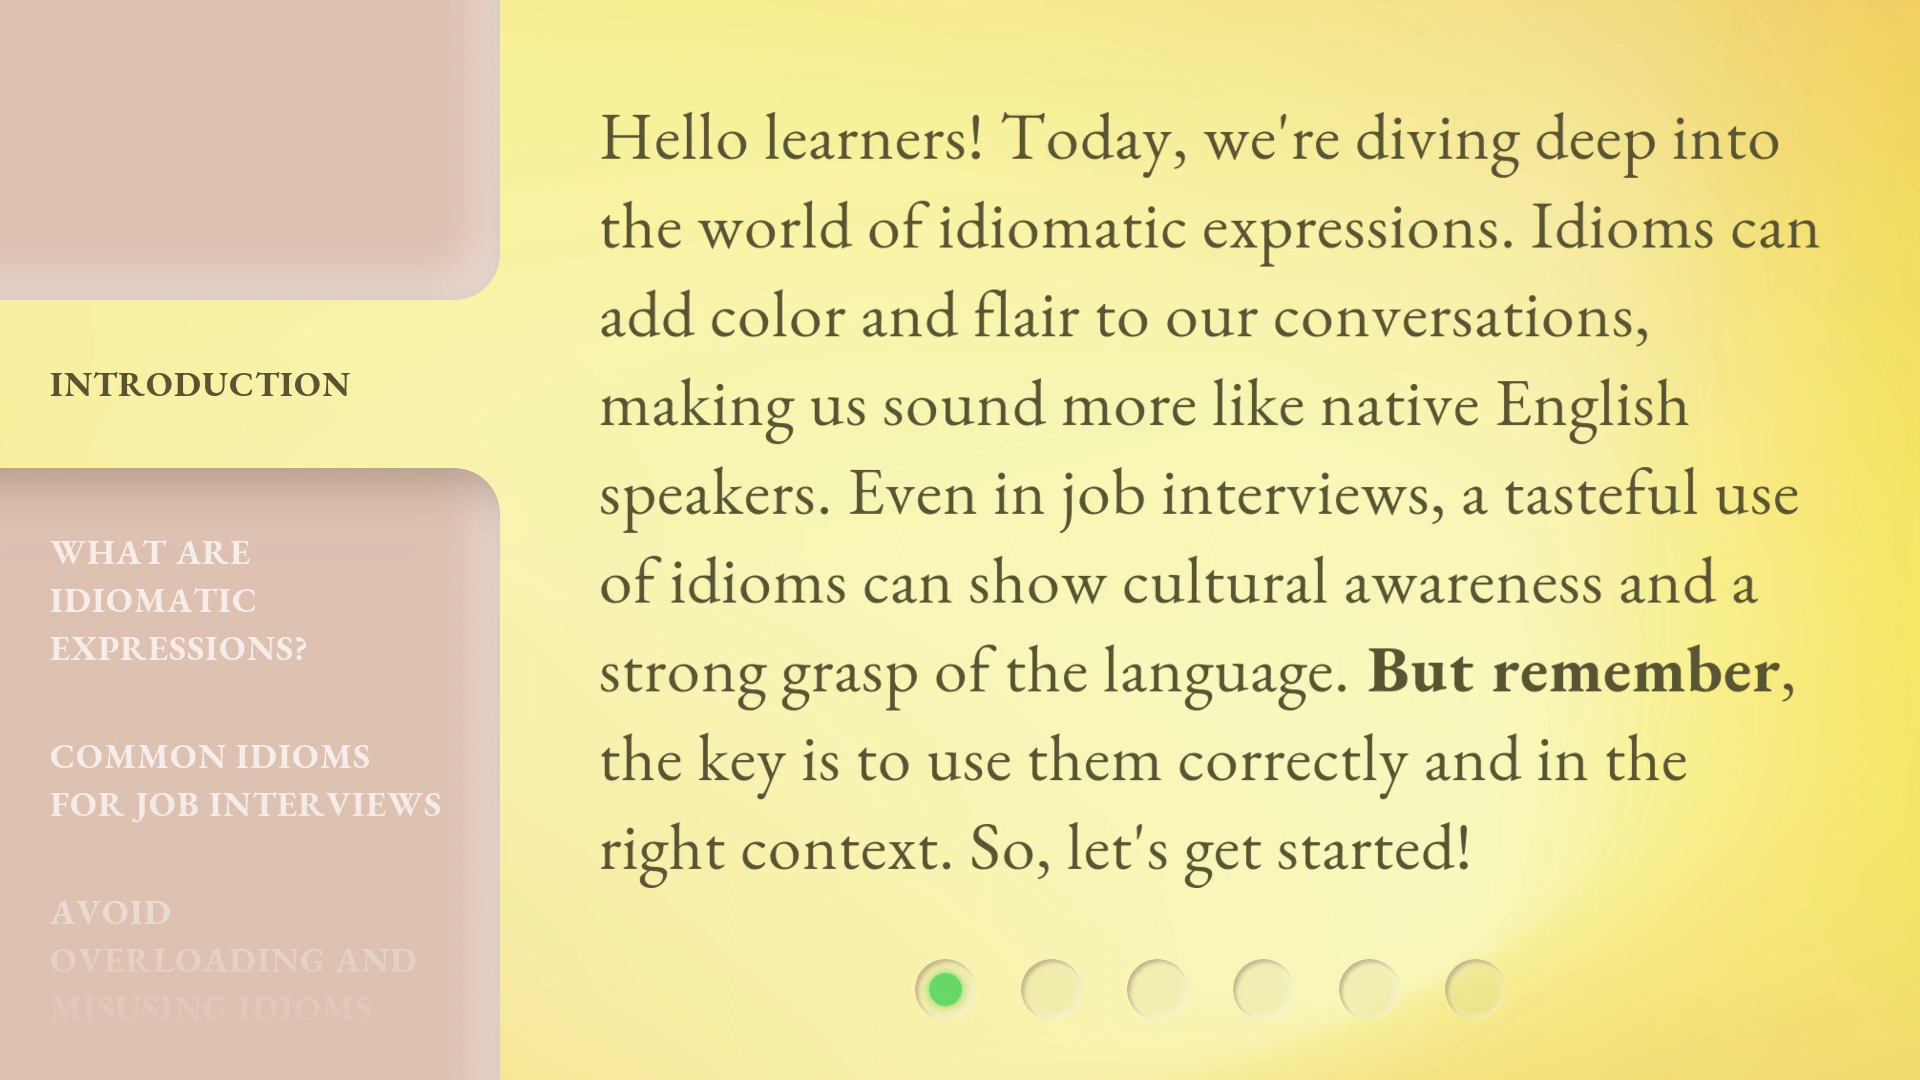 INTRODUCTION
WHAT ARE
IDIOMATIC
EXPRESSIONS?
COMMON IDIOMS
FOR JOB INTERVIEWS
AVOID
OVERLOADING AND
MISUSING IDIOMS
Hello learners! Today, we're diving deep into
the world of idiomatic expressions. Idioms can
add color and flair to our conversations,
making us sound more like native English
speakers. Even in job interviews, a tasteful use
of idioms can show cultural awareness and a
strong grasp of the language. But remember,
the key is to use them correctly and in the
right context. So, let's get started!